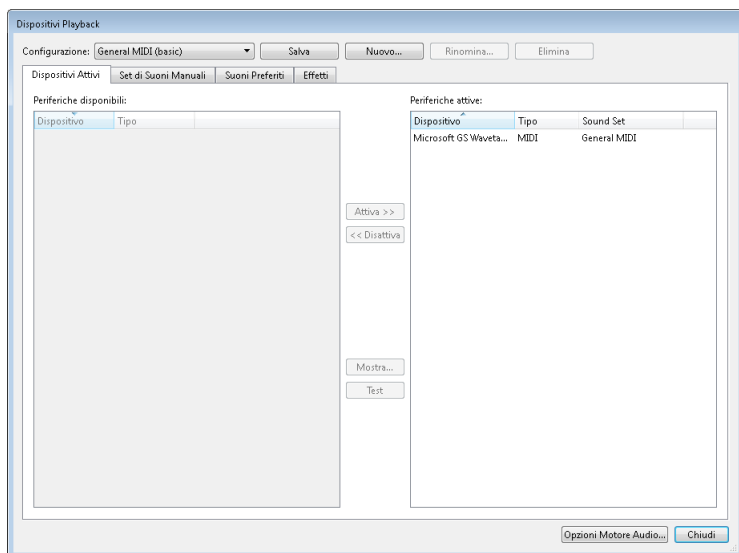 Dispositivi Playback
Configurazione: General MIDI (basic) Salva Nuovo... Rinomina... Elimina
Dispositivi Attivi Set di Suoni Manuali Suoni Preferiti Effetti
Periferiche disponibili: Periferiche attive:
Dispositivo Tipo Dispositivo Tipo Sound Set
Microsoft GS Waveta... MIDI General MIDI
Attiva >>
<< Disattiva
Mostra...
Test
Opzioni Motore Audio... Chiudi